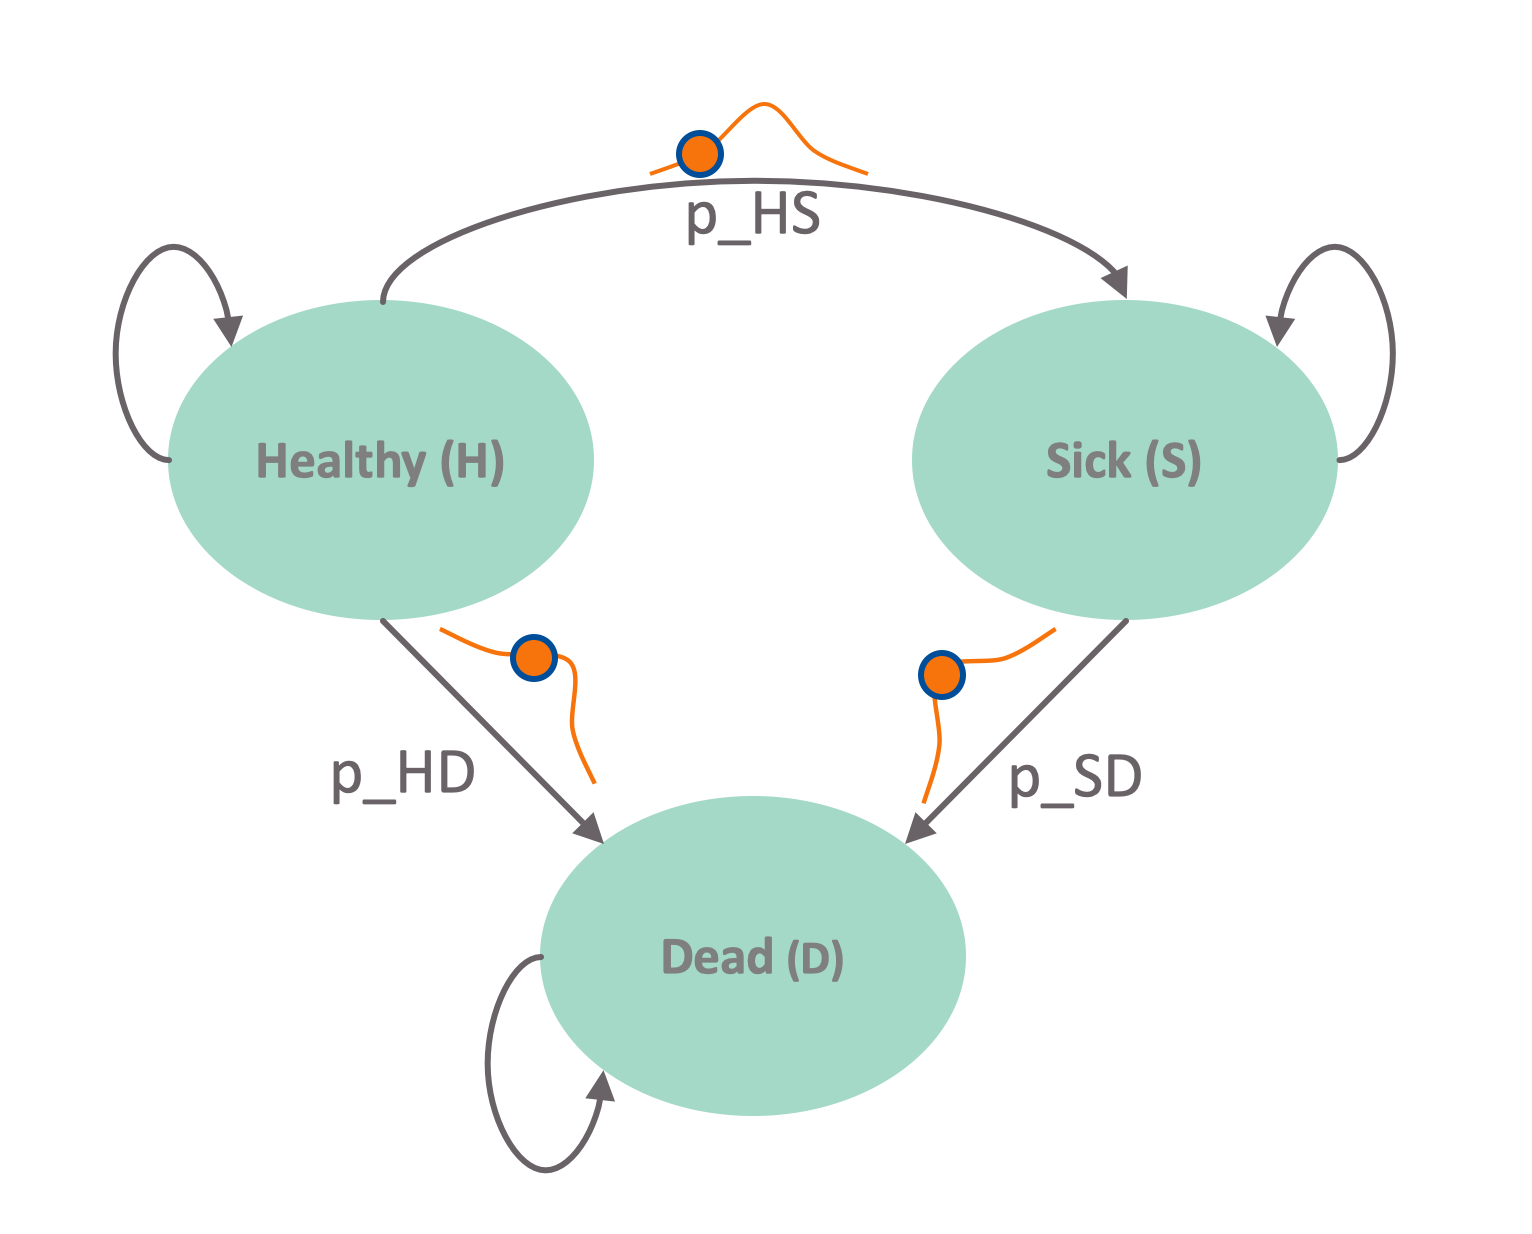 p_HS
Healthy (H)
Sick (S)
p_HD
p_SD
Dead (D)